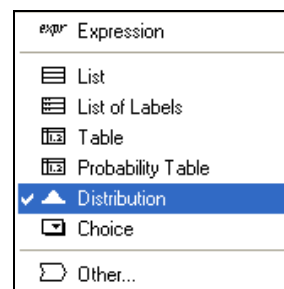 expr Expression
List
List of Labels
Table
Probability Table
Distribution
Choice
Other...